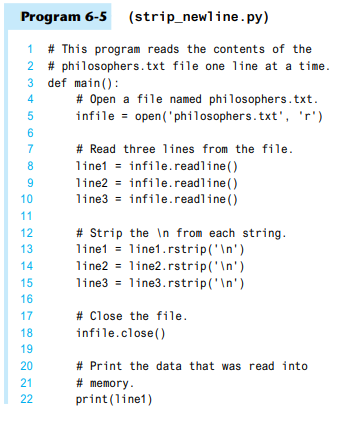 Program 6-5 (strip_newline.py)
1 # This program reads the contents of the
2 # philosophers.txt file one line at a time.
3 def main():
4     # Open a file named philosophers.txt.
5     infile = open('philosophers.txt', 'r')
6
7     # Read three lines from the file.
8     line1 = infile.readline()
9     line2 = infile.readline()
10     line3 = infile.readline()
11
12     # Strip the \n from each string.
13     line1 = line1.rstrip('\n')
14     line2 = line2.rstrip('\n')
15     line3 = line3.rstrip('\n')
16
17     # Close the file.
18     infile.close()
19
20     # Print the data that was read into
21     # memory.
22     print(line1)